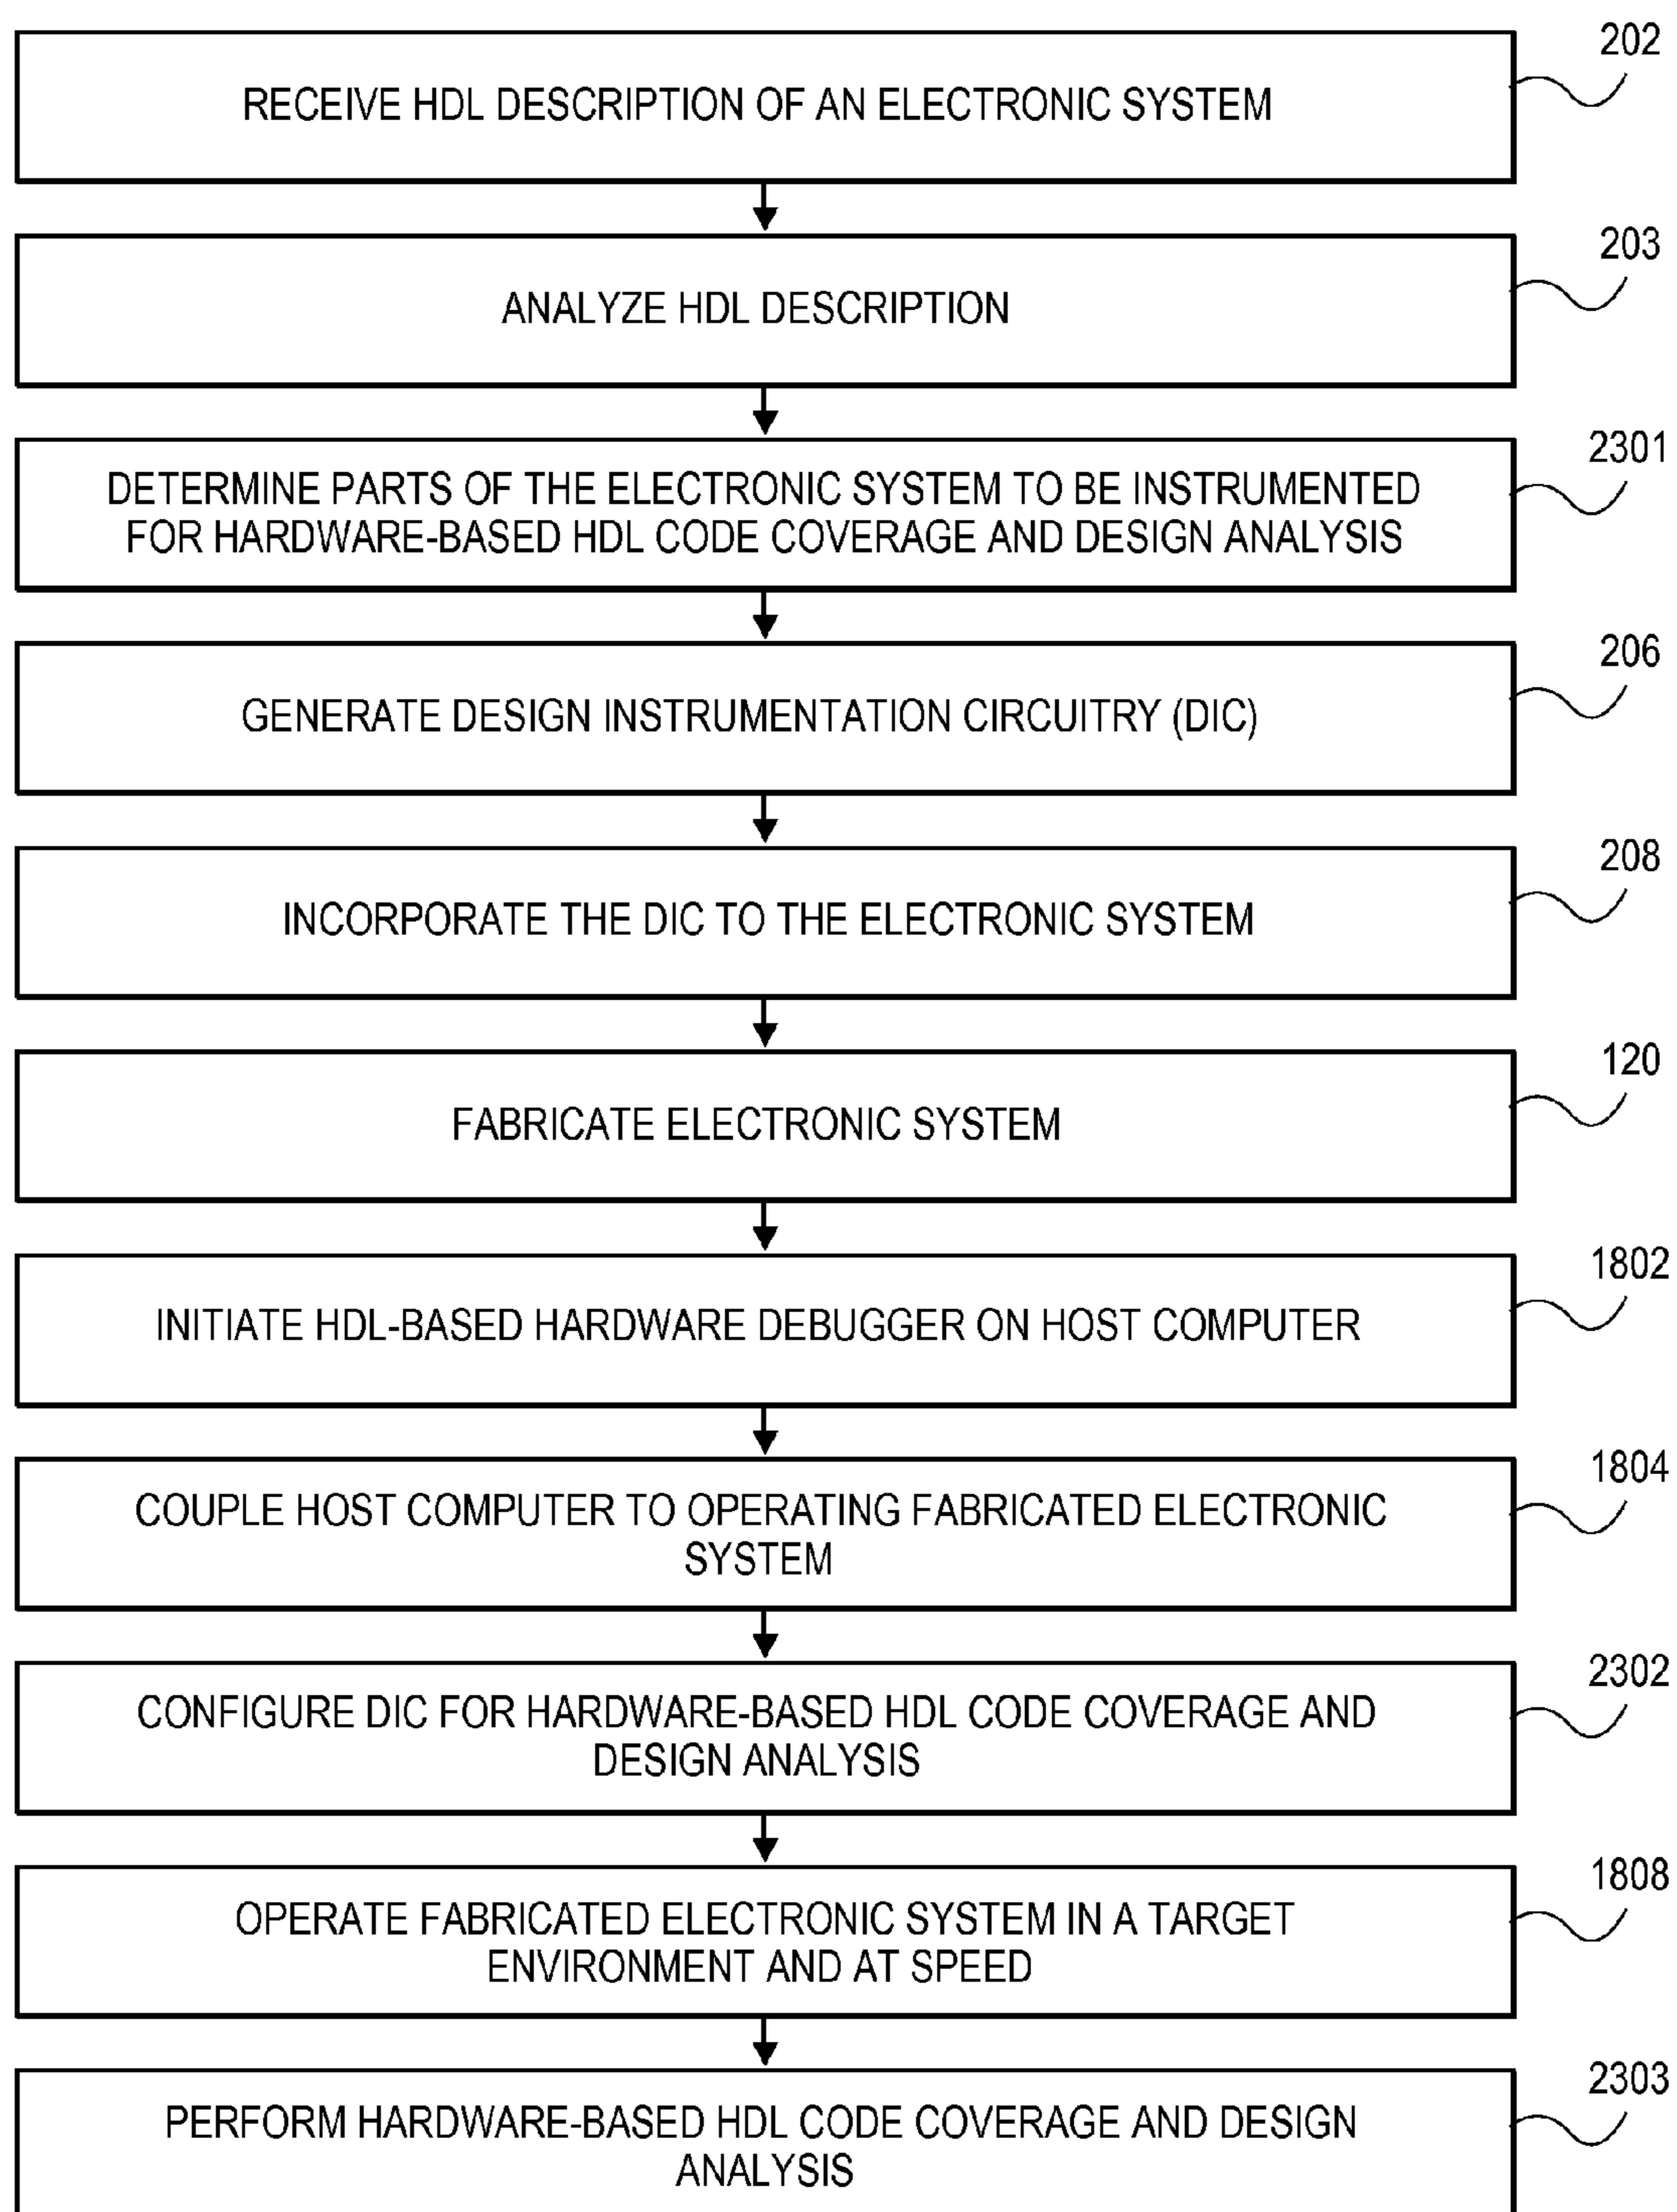 202
RECEIVE HDL DESCRIPTION OF AN ELECTRONIC SYSTEM
203
ANALYZE HDL DESCRIPTION
2301
DETERMINE PARTS OF THE ELECTRONIC SYSTEM TO BE INSTRUMENTED
FOR HARDWARE-BASED HDL CODE COVERAGE AND DESIGN ANALYSIS
206
GENERATE DESIGN INSTRUMENTATION CIRCUITRY (DIC)
208
INCORPORATE THE DIC TO THE ELECTRONIC SYSTEM
120
FABRICATE ELECTRONIC SYSTEM
1802
INITIATE HDL-BASED HARDWARE DEBUGGER ON HOST COMPUTER
1804
COUPLE HOST COMPUTER TO OPERATING FABRICATED ELECTRONIC
SYSTEM
2302
CONFIGURE DIC FOR HARDWARE-BASED HDL CODE COVERAGE AND
DESIGN ANALYSIS
1808
OPERATE FABRICATED ELECTRONIC SYSTEM IN A TARGET
ENVIRONMENT AND AT SPEED
2303
PERFORM HARDWARE-BASED HDL CODE COVERAGE AND DESIGN
ANALYSIS